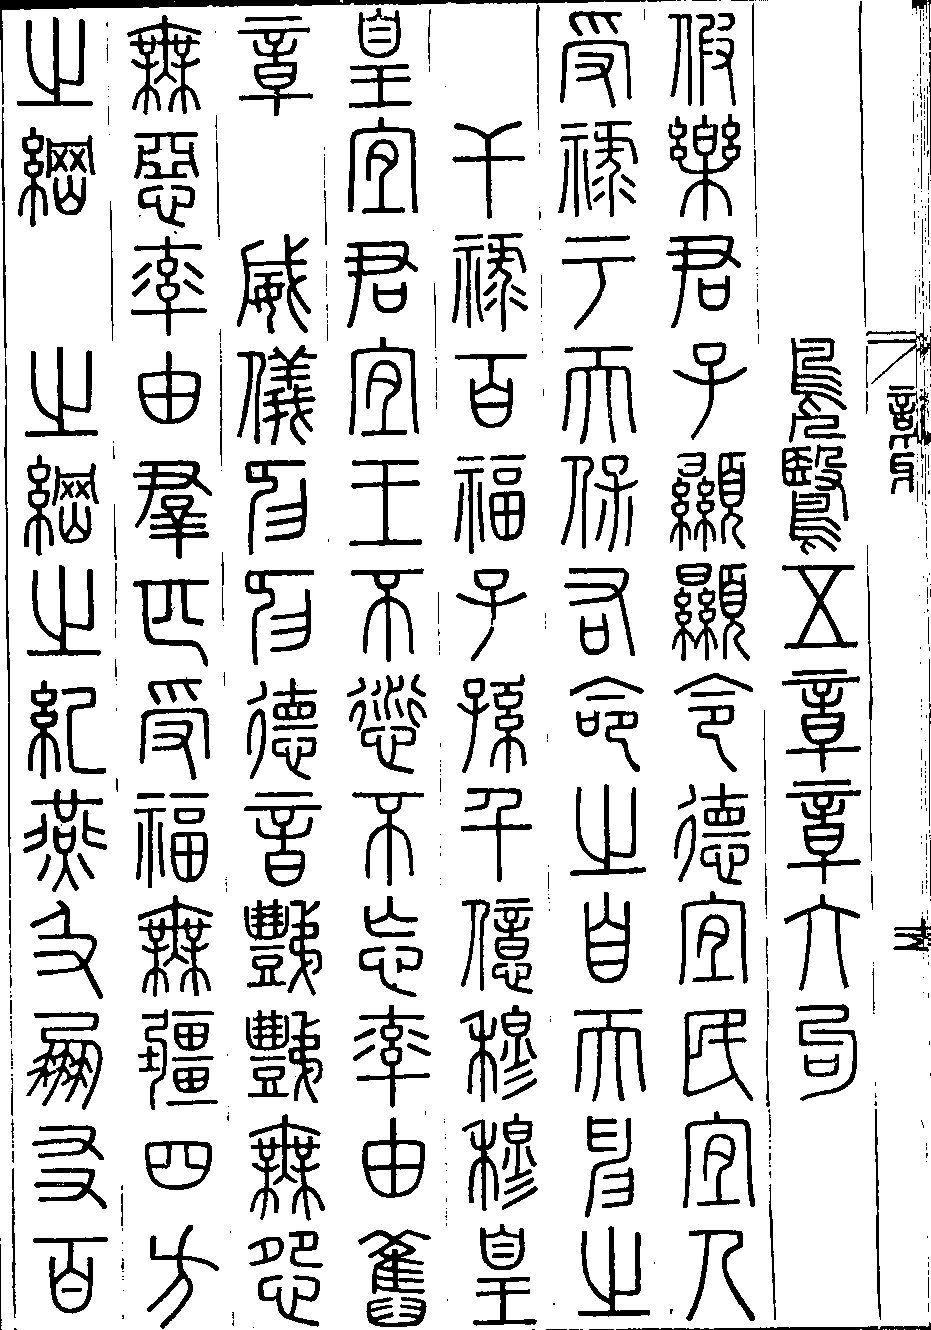 鳧鷖五章章六句
假樂君子顯顯令德宜民宜人
受祿于天保右命之自天申之
干祿百福子孫千億穆穆皇
皇宜君宜王不愆不忘率由舊
章　威儀抑抑德音豑豑無怨
無惡率由羣匹受福無疆四方
之綱　之綱之紀燕及朋友百